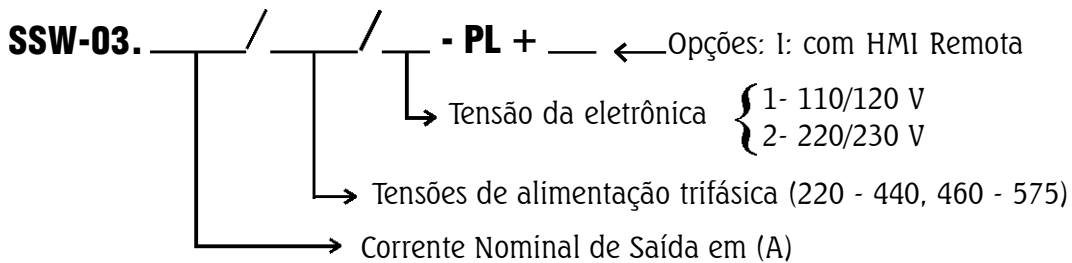 SSW-03. ____/ ____/ __ - PL + __ Opções: I: com HMI Remota
Tensão da eletrônica { 1- 110/120 V
2- 220/230 V
Tensões de alimentação trifásica (220 - 440, 460 - 575)
Corrente Nominal de Saída em (A)